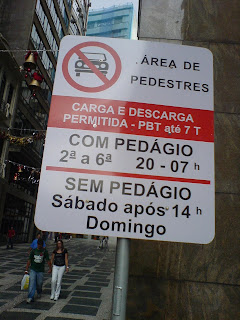 ÁREA DE
PEDESTRES
CARGA E DESCARGA
PERMITIDA - PBT até 7 T
COM PEDÁGIO
2ª a 6ª 20 - 07 h
SEM PEDÁGIO
Sábado após 14 h
Domingo